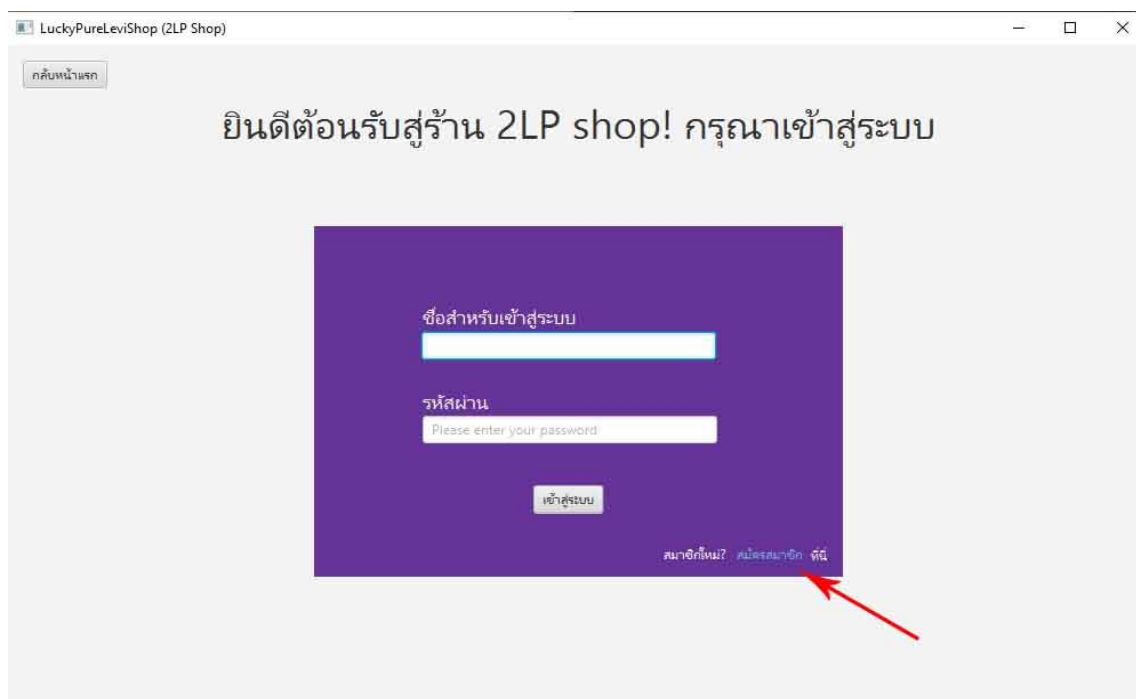 LuckyPureLeviShop (2LP Shop)
กลับหน้าแรก
ยินดีต้อนรับสู่ร้าน 2LP shop! กรุณาเข้าสู่ระบบ
ชื่อสำหรับเข้าสู่ระบบ
รหัสผ่าน
Please enter your password
เข้าสู่ระบบ
สมาชิกใหม่? สมัครสมาชิก ที่นี่